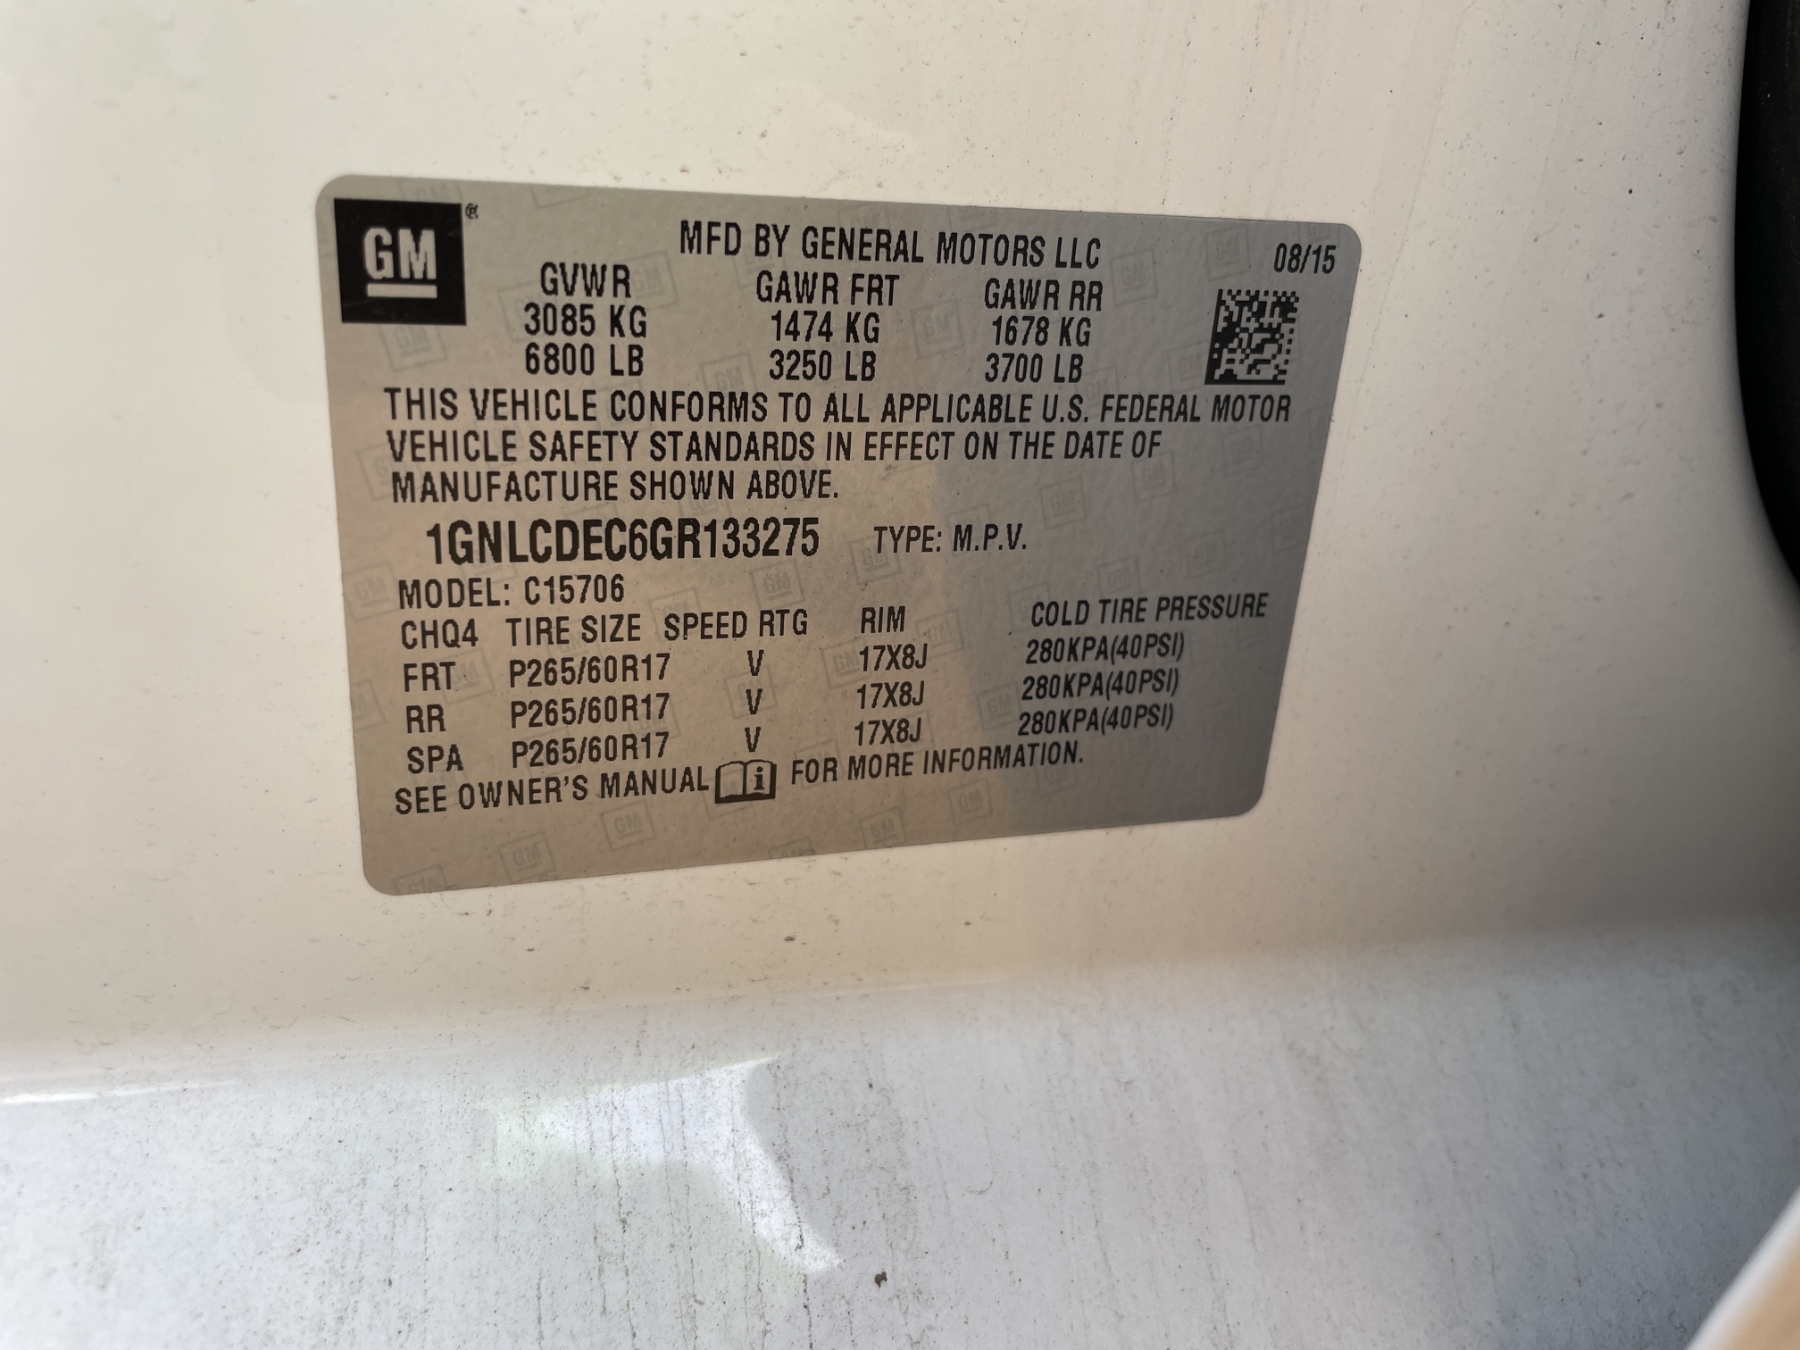 GM ®
MFD BY GENERAL MOTORS LLC 08/15
GVWR GAWR FRT GAWR RR
3085 KG 1474 KG 1678 KG
6800 LB 3250 LB 3700 LB
THIS VEHICLE CONFORMS TO ALL APPLICABLE U.S. FEDERAL MOTOR
VEHICLE SAFETY STANDARDS IN EFFECT ON THE DATE OF
MANUFACTURE SHOWN ABOVE.
1GNLCDEC6GR133275 TYPE: M.P.V.
MODEL: C15706
CHQ4 TIRE SIZE SPEED RTG RIM COLD TIRE PRESSURE
FRT P265/60R17 V 17X8J 280KPA(40PSI)
RR P265/60R17 V 17X8J 280KPA(40PSI)
SPA P265/60R17 V 17X8J 280KPA(40PSI)
SEE OWNER'S MANUAL i FOR MORE INFORMATION.